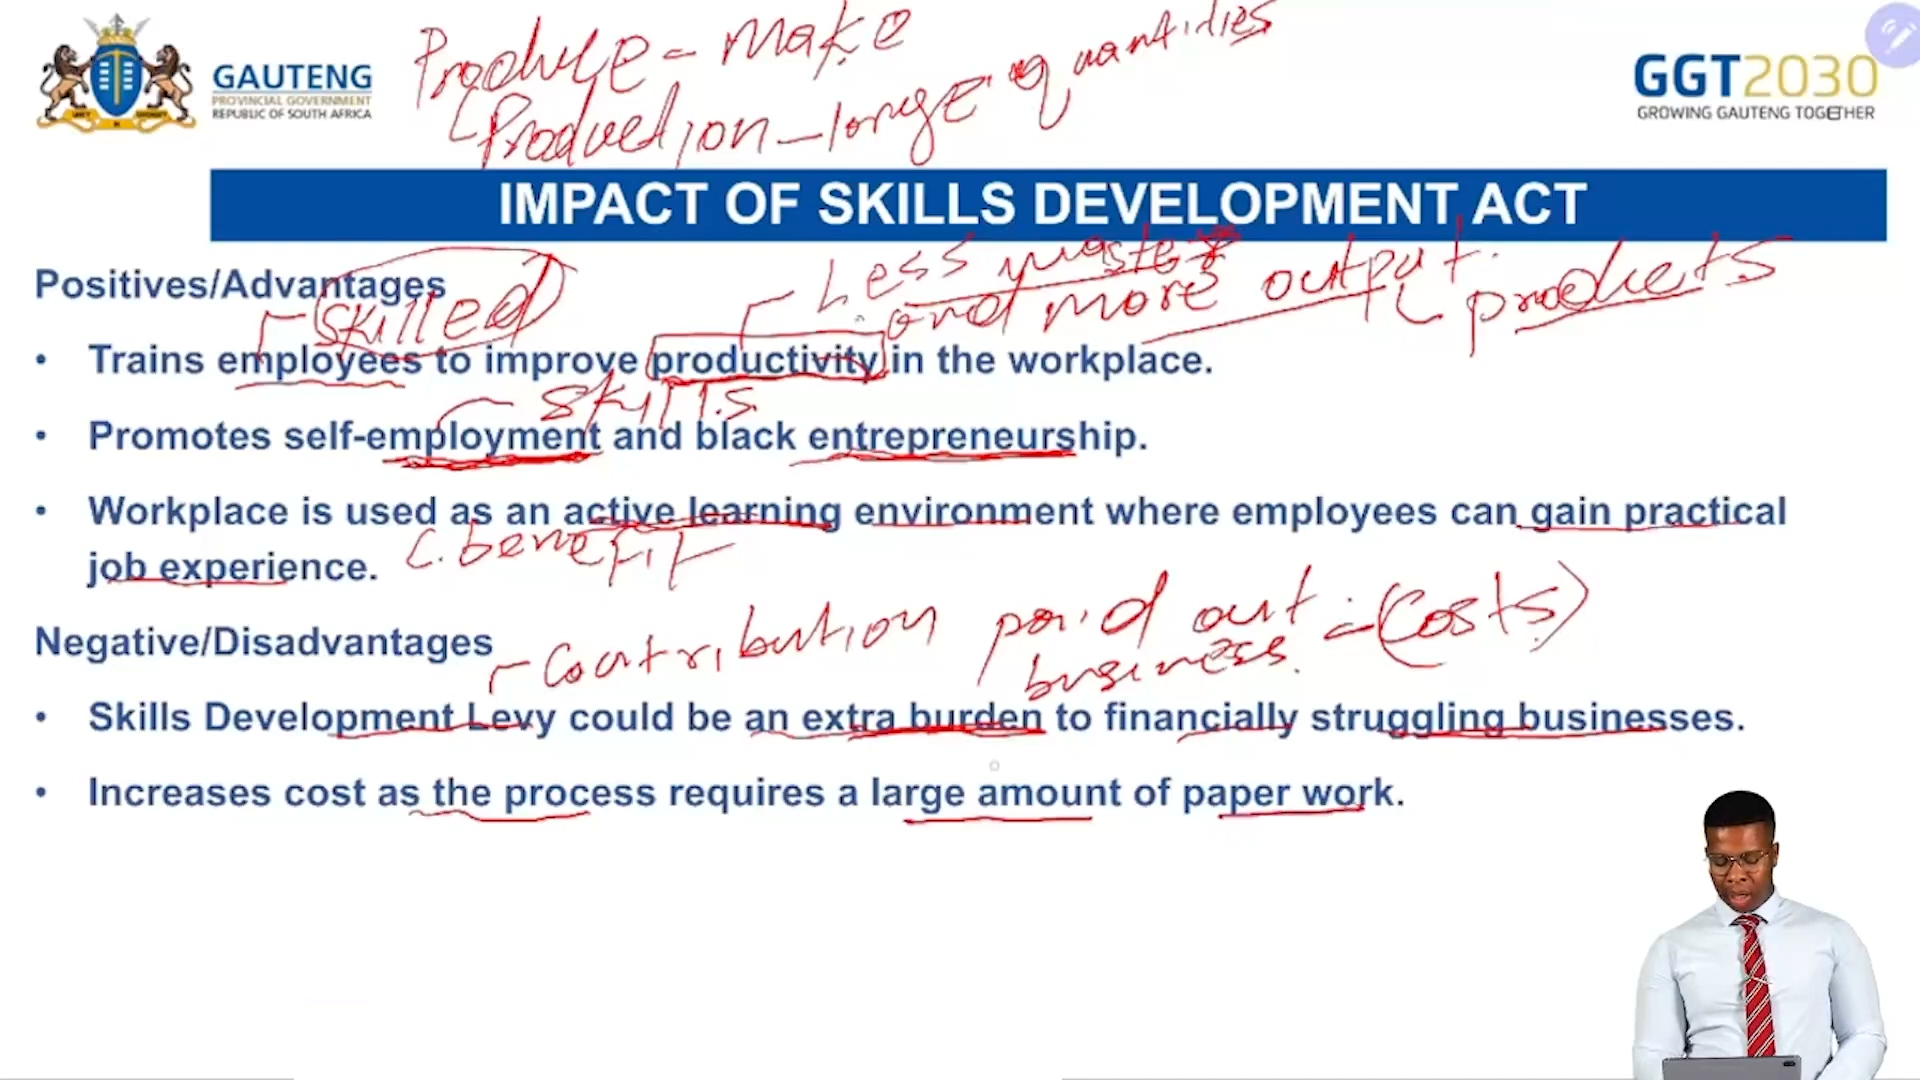 Produce = Make
Production - large quantities
GAUTENG
PROVINCIAL GOVERNMENT
REPUBLIC OF SOUTH AFRICA
GGT2030
GROWING GAUTENG TOGETHER
IMPACT OF SKILLS DEVELOPMENT ACT
Less waste
and more output.
products
Positives/Advantages
skilled
• Trains employees to improve productivity in the workplace.
skills
• Promotes self-employment and black entrepreneurship.
• Workplace is used as an active learning environment where employees can gain practical
job experience.
benefit
Negative/Disadvantages
Contribution paid out = (Costs)
business.
• Skills Development Levy could be an extra burden to financially struggling businesses.
• Increases cost as the process requires a large amount of paper work.